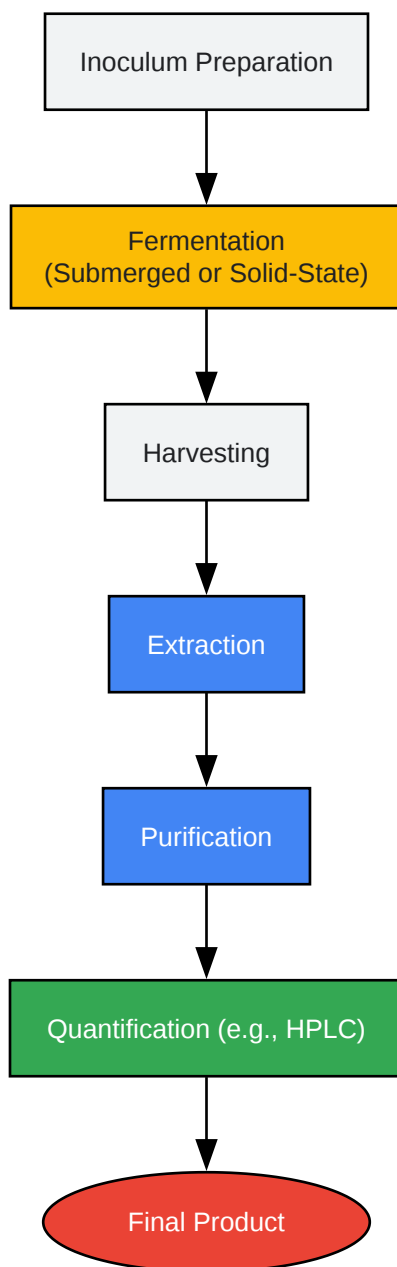 Inoculum Preparation
Fermentation
(Submerged or Solid-State)
Harvesting
Extraction
Purification
Quantification (e.g., HPLC)
Final Product